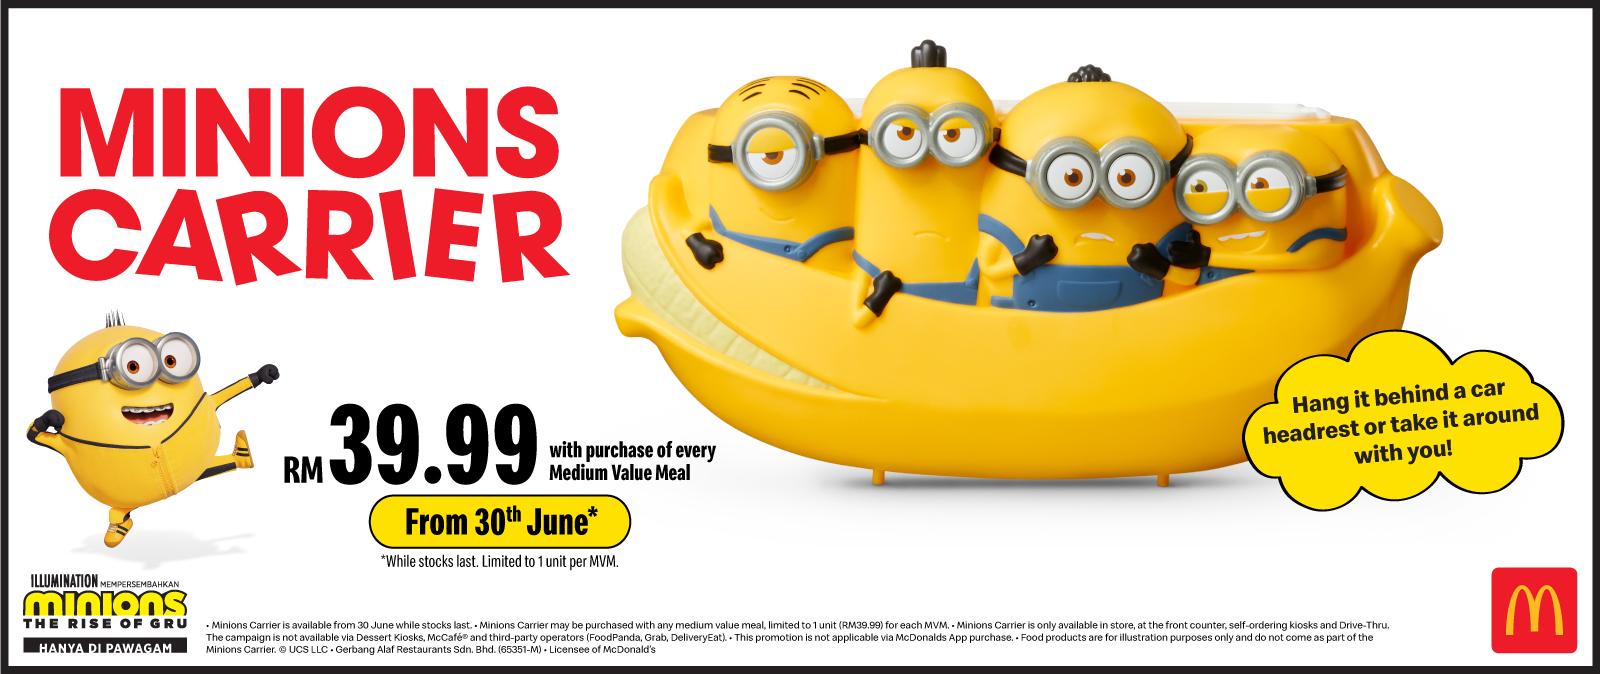 MINIONS
CARRIER
RM39.99
with purchase of every
Medium Value Meal
From 30th June*
*While stocks last. Limited to 1 unit per MVM.
Hang it behind a car
headrest or take it around
with you!
ILLUMINATION MEMPERSEMBAHKAN
minions
THE RISE OF GRU
HANYA DI PAWAGAM
• Minions Carrier is available from 30 June while stocks last. • Minions Carrier may be purchased with any medium value meal, limited to 1 unit (RM39.99) for each MVM. • Minions Carrier is only available in store, at the front counter, self-ordering kiosks and Drive-Thru.
The campaign is not available via Dessert Kiosks, McCafé® and third-party operators (FoodPanda, Grab, DeliveryEat). • This promotion is not applicable via McDonalds App purchase. • Food products are for illustration purposes only and do not come as part of the
Minions Carrier. © UCS LLC • Gerbang Alaf Restaurants Sdn. Bhd. (65351-M) • Licensee of McDonald's